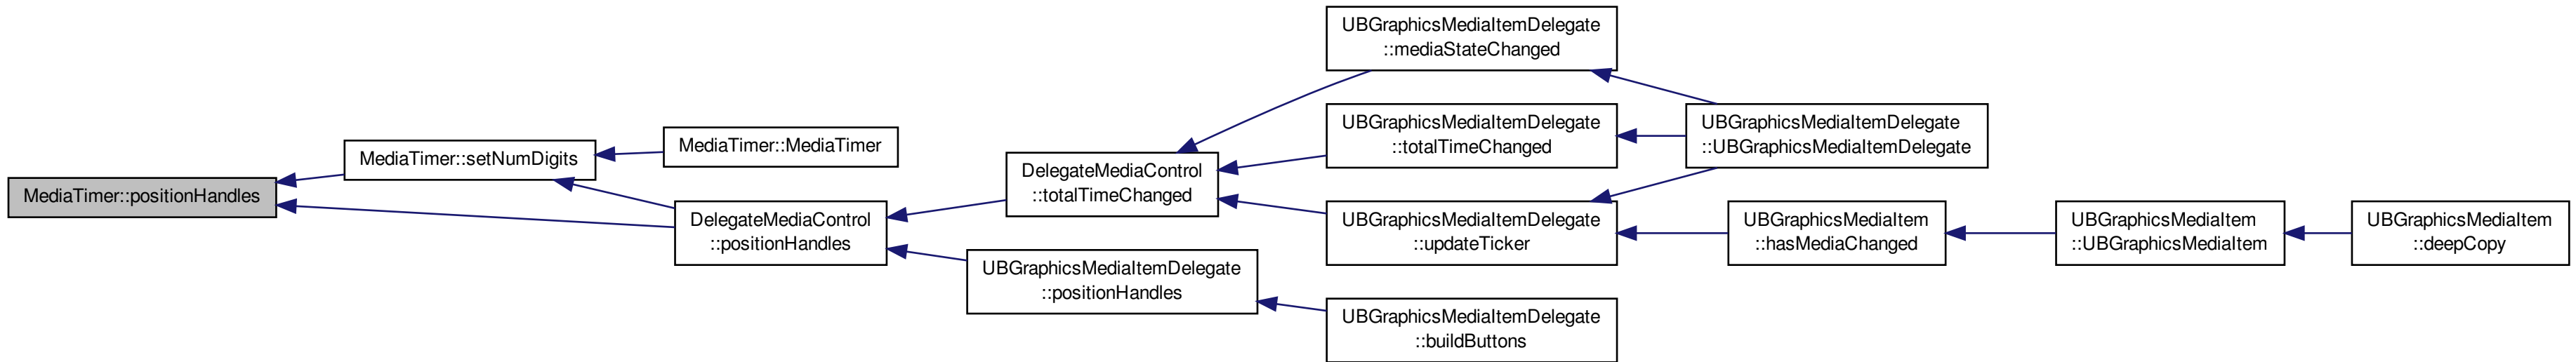 MediaTimer::positionHandles
MediaTimer::setNumDigits
MediaTimer::MediaTimer
DelegateMediaControl
::positionHandles
DelegateMediaControl
::totalTimeChanged
UBGraphicsMediaItemDelegate
::positionHandles
UBGraphicsMediaItemDelegate
::mediaStateChanged
UBGraphicsMediaItemDelegate
::totalTimeChanged
UBGraphicsMediaItemDelegate
::updateTicker
UBGraphicsMediaItemDelegate
::buildButtons
UBGraphicsMediaItemDelegate
::UBGraphicsMediaItemDelegate
UBGraphicsMediaItem
::hasMediaChanged
UBGraphicsMediaItem
::UBGraphicsMediaItem
UBGraphicsMediaItem
::deepCopy